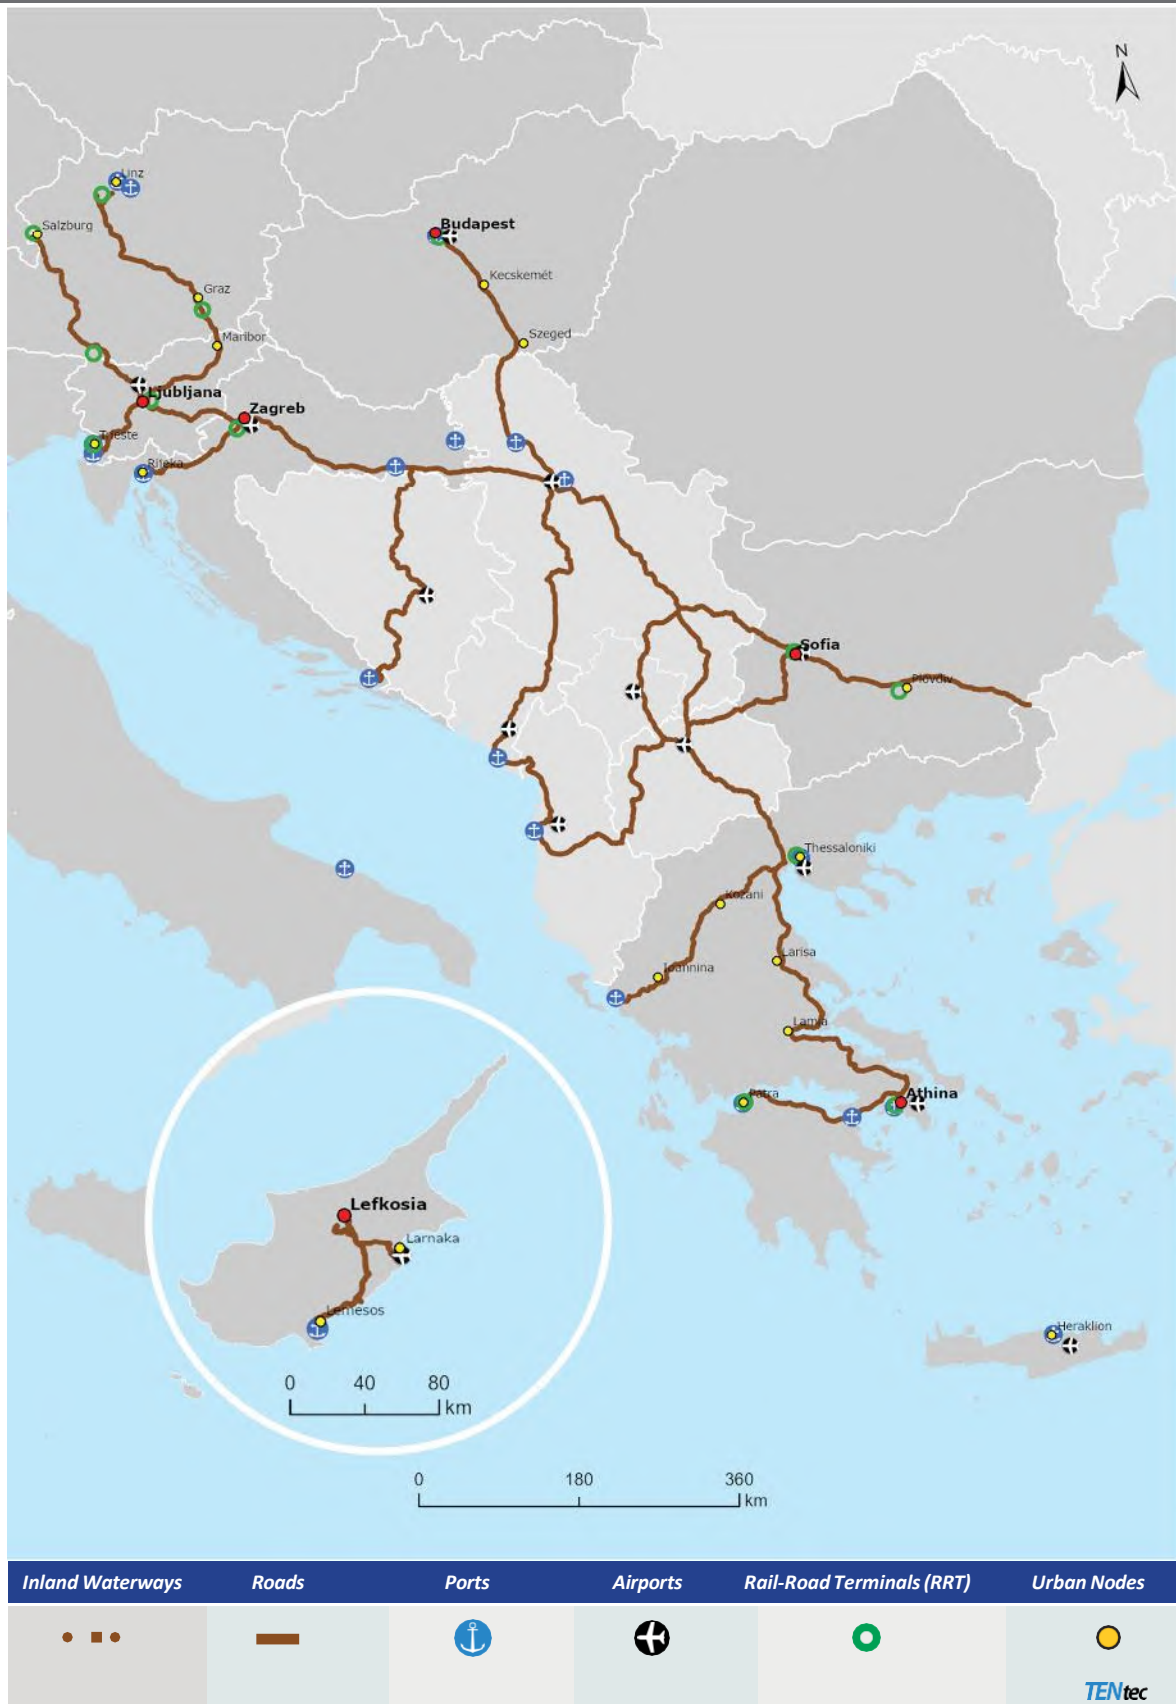 N
Linz
Salzburg
Budapest
Kecskemét
Graz
Szeged
Maribor
Ljubljana
Zagreb
Trieste
Rijeka
Sofia
Plovdiv
Thessaloniki
Kozani
Larisa
Ioannina
Lamia
Patra
Athina
Lefkosia
Larnaka
Lemesos
Heraklion
0 40 80
km
0 180 360
km
Inland Waterways Roads Ports Airports Rail-Road Terminals (RRT) Urban Nodes
TENtec